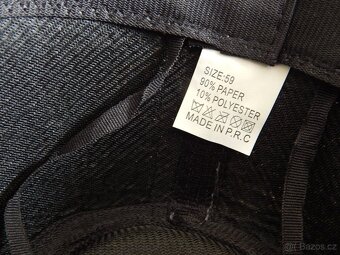 SIZE:59
90% PAPER
10% POLYESTER
MADE IN P.R.C
bazos.cz